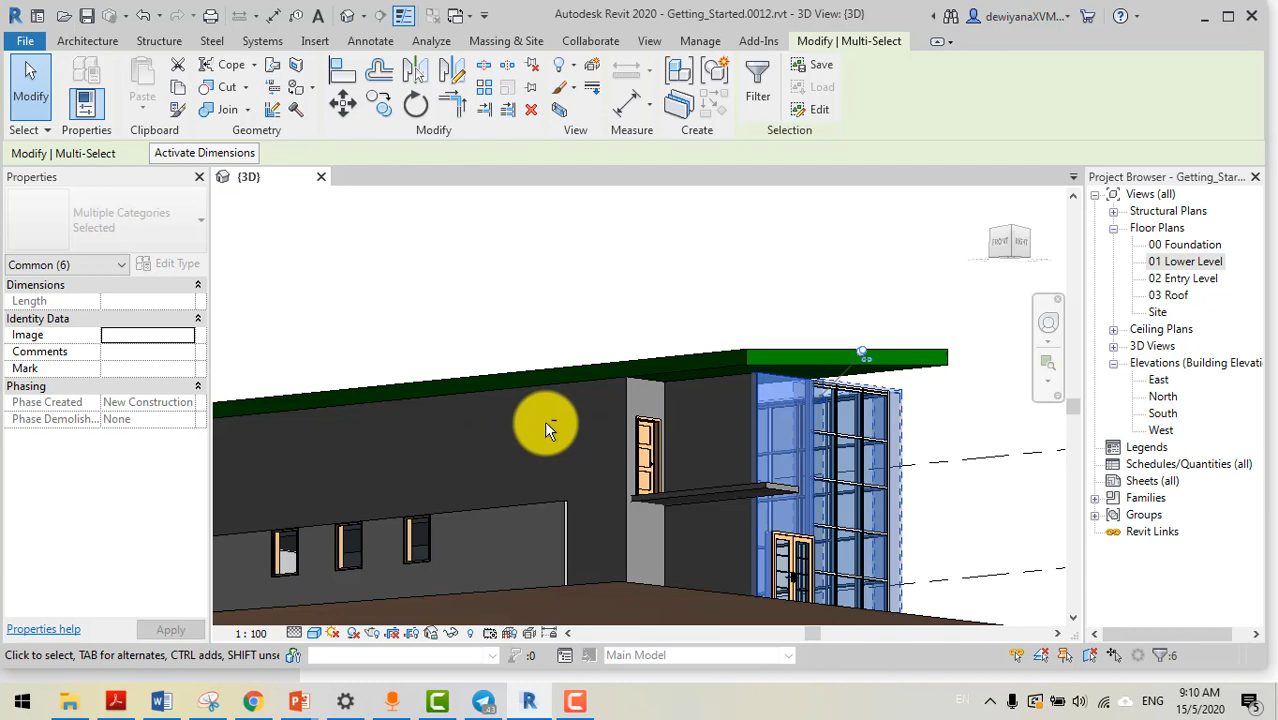 Autodesk Revit 2020 - Getting_Started.0012.rvt - 3D View: {3D}
dewiyanaXVM...
File Architecture Structure Steel Systems Insert Annotate Analyze Massing & Site Collaborate View Manage Add-Ins Modify | Multi-Select
Modify
Paste
Cope
Cut
Join
Filter
Save
Load
Edit
Select Properties Clipboard Geometry Modify View Measure Create Selection
Modify | Multi-Select Activate Dimensions
Properties
{3D}
Project Browser - Getting_Star...
Multiple Categories
Selected
Common (6) Edit Type
Dimensions
Length
Identity Data
Image
Comments
Mark
Phasing
Phase Created New Construction
Phase Demolish... None
Properties help Apply
FRONT RIGHT
Views (all)
Structural Plans
Floor Plans
00 Foundation
01 Lower Level
02 Entry Level
03 Roof
Site
Ceiling Plans
3D Views
Elevations (Building Elevati
East
North
South
West
Legends
Schedules/Quantities (all)
Sheets (all)
Families
Groups
Revit Links
1 : 100
Click to select, TAB for alternates, CTRL adds, SHIFT unse
:0
Main Model
:6
43
EN
ENG
9:10 AM
15/5/2020
5